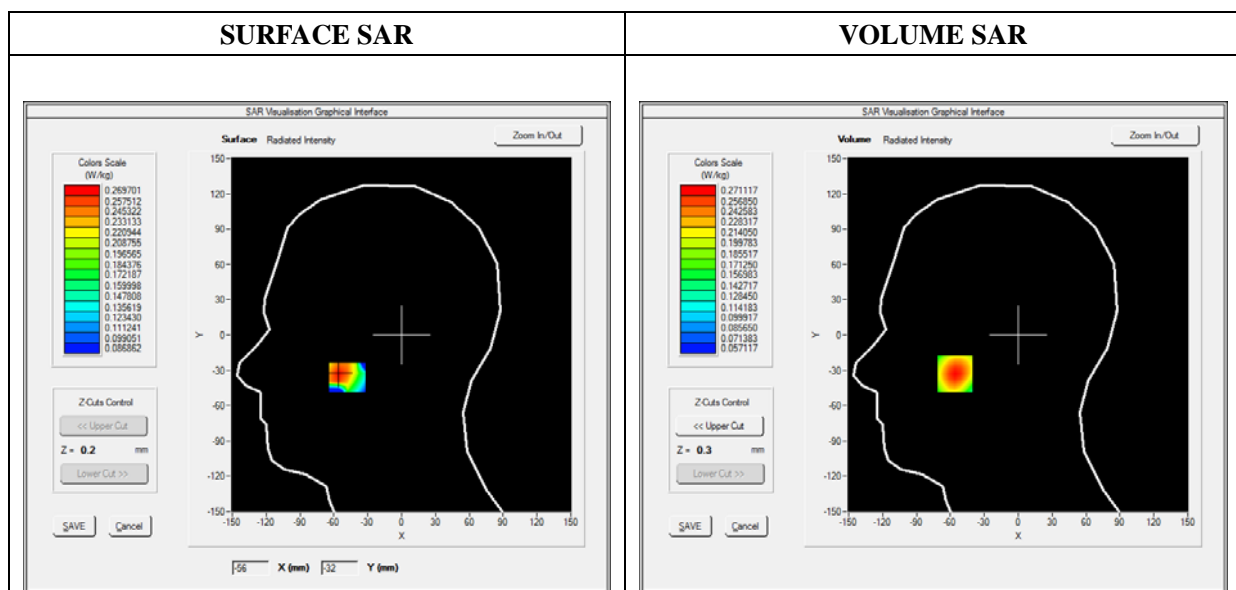 SURFACE SAR
VOLUME SAR
SAR Visualisation Graphical Interface
Surface Radiated Intensity
Zoom In/Out
Colors Scale
(W/kg)
0.269701
0.257512
0.245322
0.233133
0.220944
0.208755
0.196565
0.184376
0.172187
0.159998
0.147808
0.135619
0.123430
0.111241
0.099051
0.086862
150
120
90
60
30
0
-30
-60
-90
-120
-150
Y
-150 -120 -90 -60 -30 0 30 60 90 120 150
X
Z-Cuts Control
<< Upper Cut
Z = 0.2 mm
Lower Cut >>
SAVE Cancel
-56 X (mm) -32 Y (mm)
SAR Visualisation Graphical Interface
Volume Radiated Intensity
Zoom In/Out
Colors Scale
(W/kg)
0.271117
0.256850
0.242583
0.228317
0.214050
0.199783
0.185517
0.171250
0.156983
0.142717
0.128450
0.114183
0.099917
0.085650
0.071383
0.057117
150
120
90
60
30
0
-30
-60
-90
-120
-150
Y
-150 -120 -90 -60 -30 0 30 60 90 120 150
X
Z-Cuts Control
<< Upper Cut
Z = 0.3 mm
Lower Cut >>
SAVE Cancel